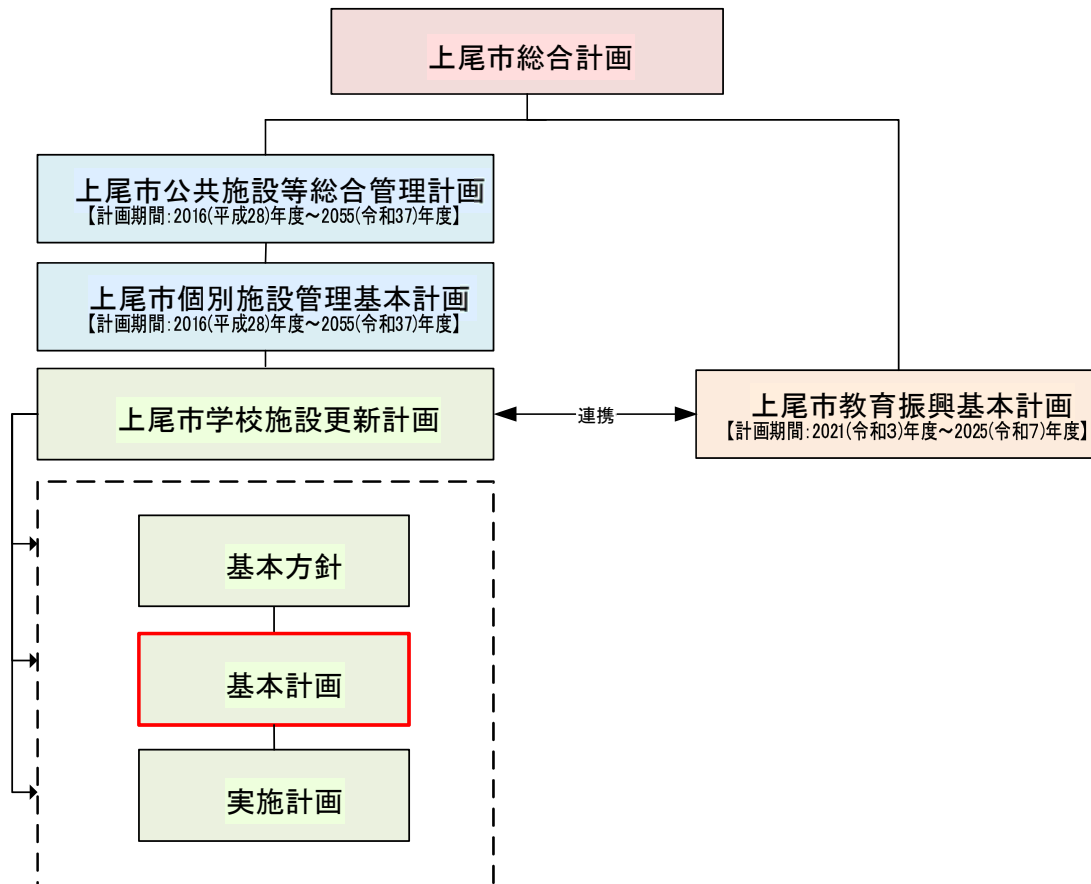 上尾市総合計画
上尾市公共施設等総合管理計画
【計画期間:2016(平成28)年度～2055(令和37)年度】
上尾市個別施設管理基本計画
【計画期間:2016(平成28)年度～2055(令和37)年度】
上尾市学校施設更新計画
連携
上尾市教育振興基本計画
【計画期間:2021(令和3)年度～2025(令和7)年度】
基本方針
基本計画
実施計画